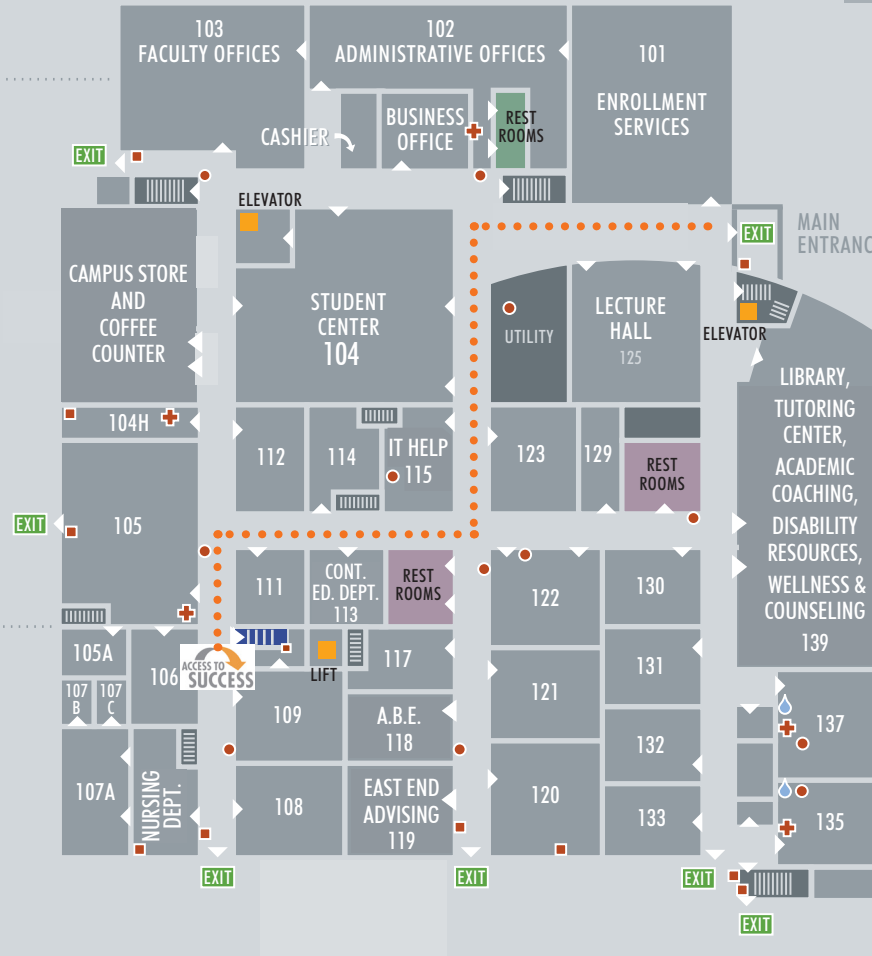 103
FACULTY OFFICES
102
ADMINISTRATIVE OFFICES
101
ENROLLMENT
SERVICES
CASHIER
BUSINESS
OFFICE
REST
ROOMS
EXIT
ELEVATOR
EXIT
MAIN
ENTRANC
CAMPUS STORE
AND
COFFEE
COUNTER
STUDENT
CENTER
104
UTILITY
LECTURE
HALL
125
ELEVATOR
LIBRARY,
TUTORING
CENTER,
ACADEMIC
COACHING,
DISABILITY
RESOURCES,
WELLNESS &
COUNSELING
139
104H
112
114
IT HELP
115
123
129
REST
ROOMS
EXIT
105
111
CONT.
ED. DEPT.
113
REST
ROOMS
122
130
105A
106
ACCESS TO
SUCCESS
LIFT
117
131
107
B
107
C
109
A.B.E.
118
121
132
137
107A
NURSING
DEPT.
108
EAST END
ADVISING
119
120
133
135
EXIT
EXIT
EXIT
EXIT